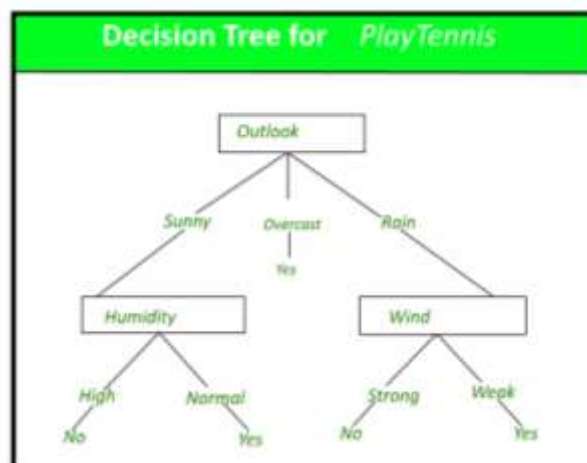 Decision Tree for PlayTennis
Outlook
Sunny Overcast Rain
Yes
Humidity Wind
High Normal Strong Weak
No Yes No Yes